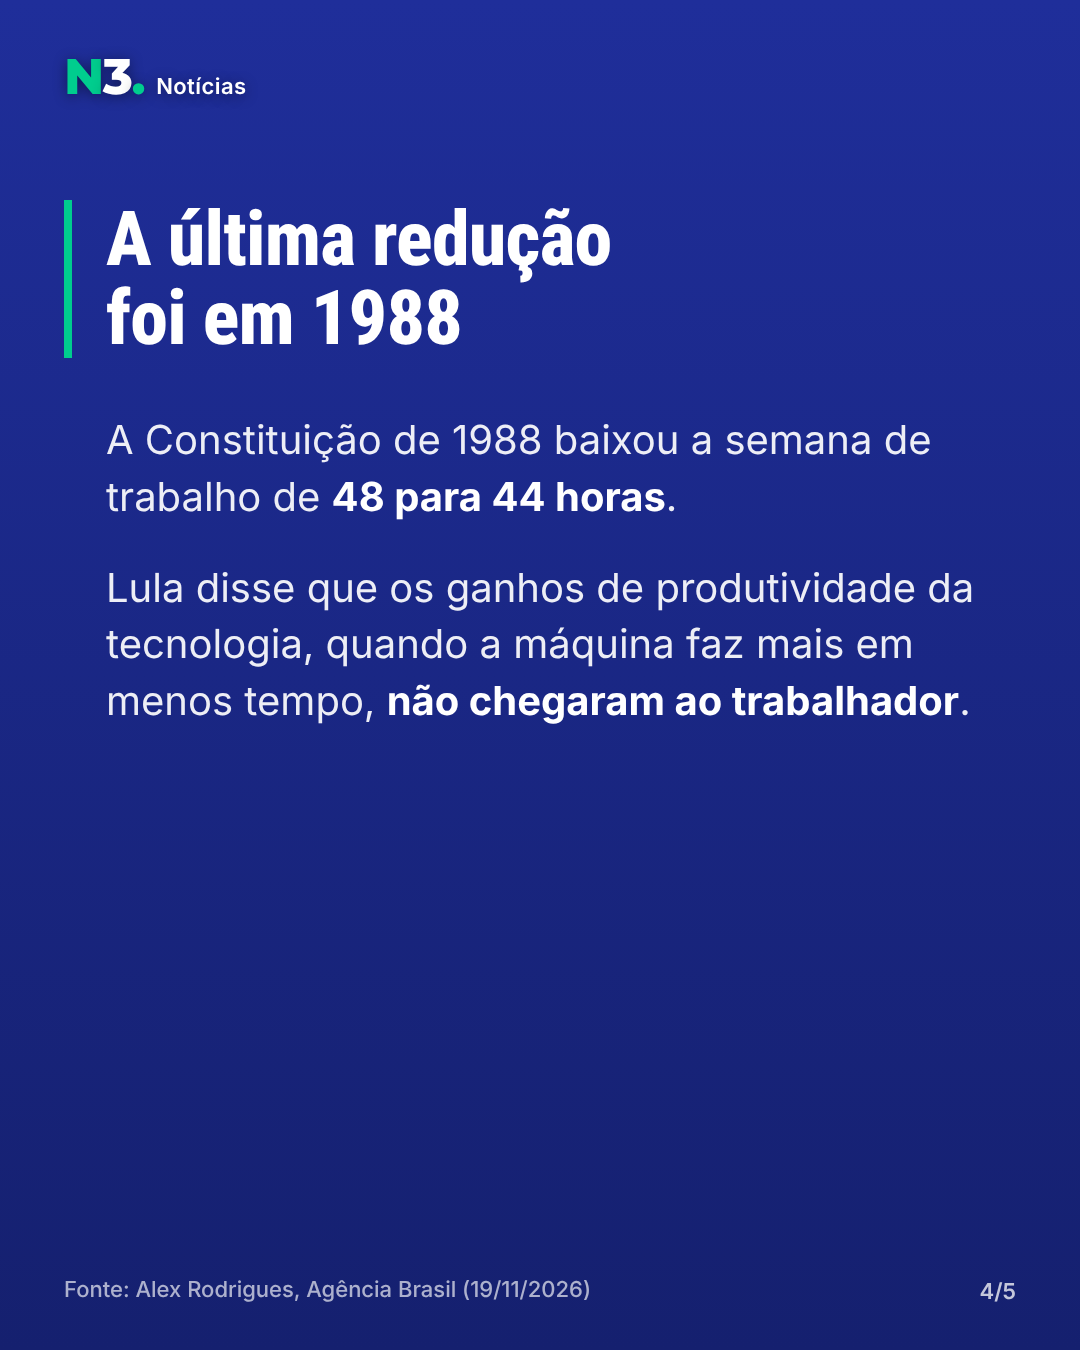 N3. Notícias
A última redução
foi em 1988
A Constituição de 1988 baixou a semana de
trabalho de 48 para 44 horas.
Lula disse que os ganhos de produtividade da
tecnologia, quando a máquina faz mais em
menos tempo, não chegaram ao trabalhador.
Fonte: Alex Rodrigues, Agência Brasil (19/11/2026)
4/5